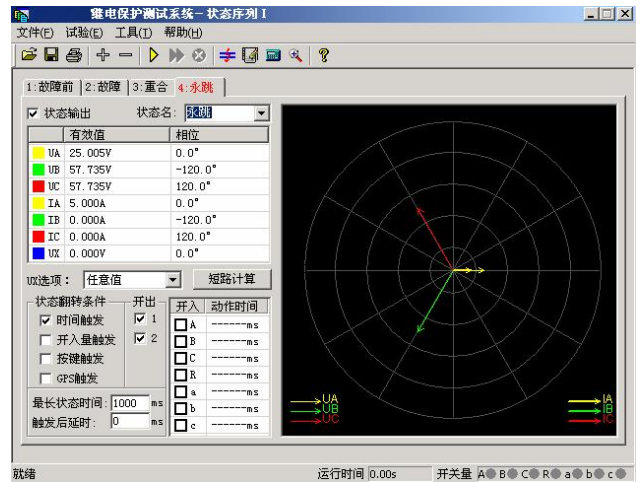 继电保护测试系统-状态序列 I
文件(F) 试验(E) 工具(T) 帮助(H)
1:故障前 2:故障 3:重合 4:永跳
状态输出 状态名: 永跳
有效值 相位
UA 25.005V 0.0°
UB 57.735V -120.0°
UC 57.735V 120.0°
IA 5.000A 0.0°
IB 0.000A -120.0°
IC 0.000A 120.0°
UX 0.000V 0.0°
UX选项: 任意值 短路计算
状态翻转条件 开出 开入 动作时间
时间触发 1 A ------ms
开入量触发 2 B ------ms
按键触发 C ------ms
GPS触发 R ------ms
a ------ms
最长状态时间: 1000 ms b ------ms
触发后延时: 0 ms c ------ms
UA IA
UB IB
UC IC
就绪 运行时间 0.00s 开关量 A B C R a b c